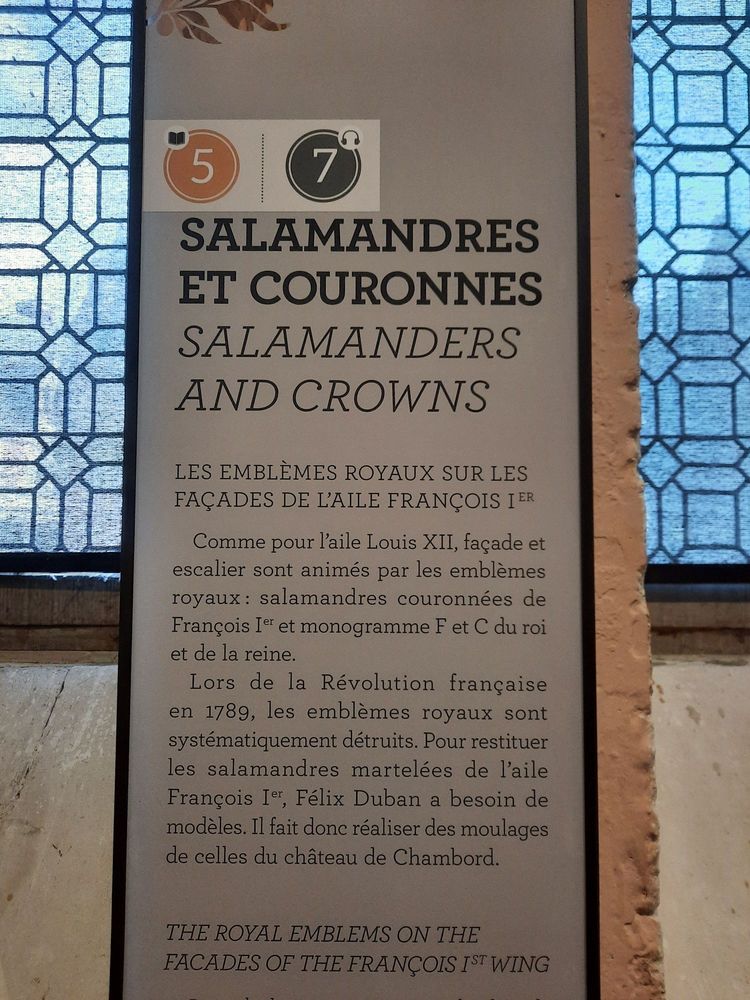 5 7
SALAMANDRES
ET COURONNES
SALAMANDERS
AND CROWNS
LES EMBLÈMES ROYAUX SUR LES
FAÇADES DE L'AILE FRANÇOIS IER
Comme pour l'aile Louis XII, façade et
escalier sont animés par les emblèmes
royaux : salamandres couronnées de
François Ier et monogramme F et C du roi
et de la reine.
Lors de la Révolution française
en 1789, les emblèmes royaux sont
systématiquement détruits. Pour restituer
les salamandres martelées de l'aile
François Ier, Félix Duban a besoin de
modèles. Il fait donc réaliser des moulages
de celles du château de Chambord.
THE ROYAL EMBLEMS ON THE
FACADES OF THE FRANÇOIS IST WING